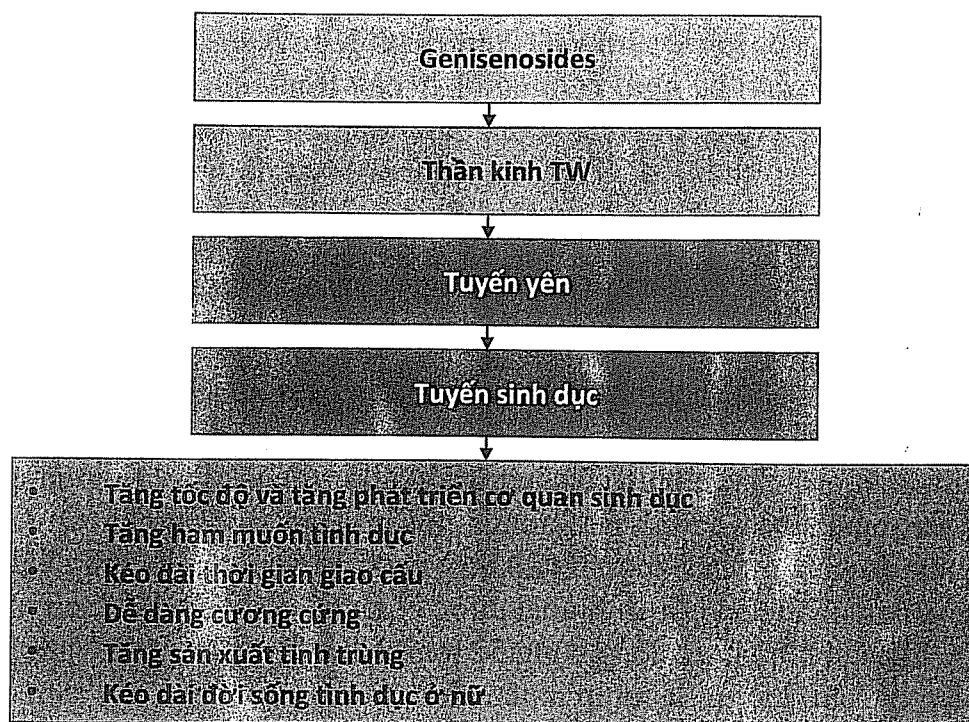 Genisenosides
Thần kinh TW
Tuyến yên
Tuyến sinh dục
Tăng tốc độ và tăng phát triển cơ quan sinh dục
Tăng ham muốn tình dục
Kéo dài thời gian giao cấu
Dễ dàng cương cứng
Tăng sản xuất tinh trùng
Kéo dài đời sống tình dục ở nữ